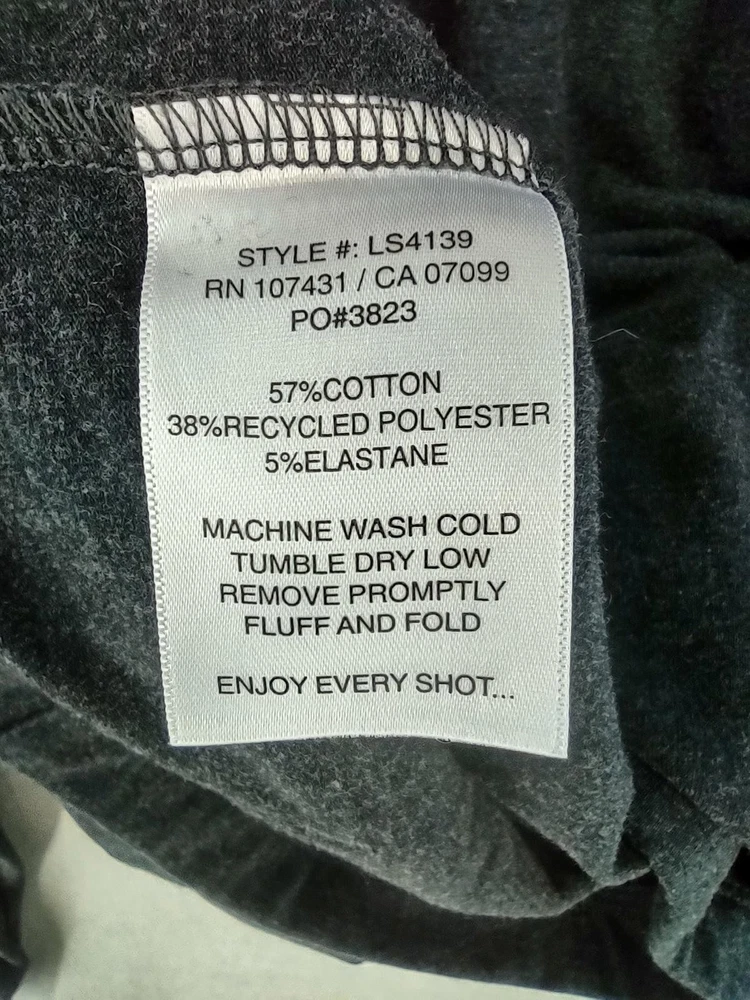 STYLE #: LS4139
RN 107431 / CA 07099
PO#3823
57%COTTON
38%RECYCLED POLYESTER
5%ELASTANE
MACHINE WASH COLD
TUMBLE DRY LOW
REMOVE PROMPTLY
FLUFF AND FOLD
ENJOY EVERY SHOT...